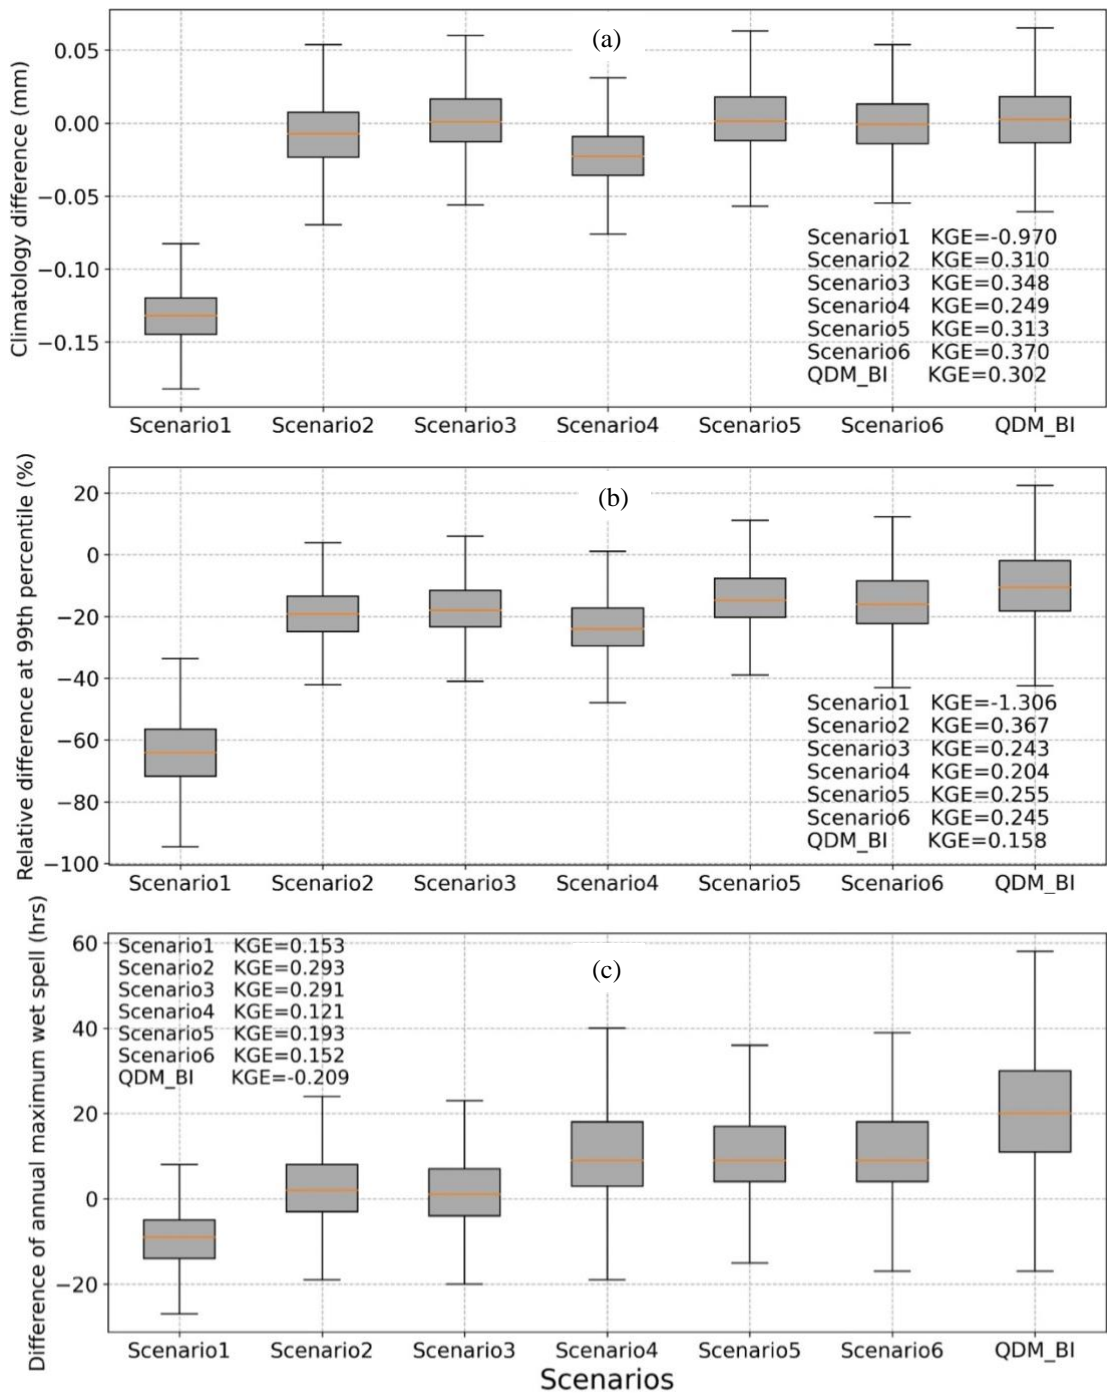 (a)
Climatology difference (mm)
0.05
0.00
−0.05
−0.10
−0.15
Scenario1 KGE=-0.970
Scenario2 KGE=0.310
Scenario3 KGE=0.348
Scenario4 KGE=0.249
Scenario5 KGE=0.313
Scenario6 KGE=0.370
QDM_BI KGE=0.302
Scenario1 Scenario2 Scenario3 Scenario4 Scenario5 Scenario6 QDM_BI
(b)
Relative difference at 99th percentile (%)
20
0
−20
−40
−60
−80
−100
Scenario1 KGE=-1.306
Scenario2 KGE=0.367
Scenario3 KGE=0.243
Scenario4 KGE=0.204
Scenario5 KGE=0.255
Scenario6 KGE=0.245
QDM_BI KGE=0.158
Scenario1 Scenario2 Scenario3 Scenario4 Scenario5 Scenario6 QDM_BI
(c)
Difference of annual maximum wet spell (hrs)
60
40
20
0
−20
Scenario1 KGE=0.153
Scenario2 KGE=0.293
Scenario3 KGE=0.291
Scenario4 KGE=0.121
Scenario5 KGE=0.193
Scenario6 KGE=0.152
QDM_BI KGE=-0.209
Scenario1 Scenario2 Scenario3 Scenario4 Scenario5 Scenario6 QDM_BI
Scenarios